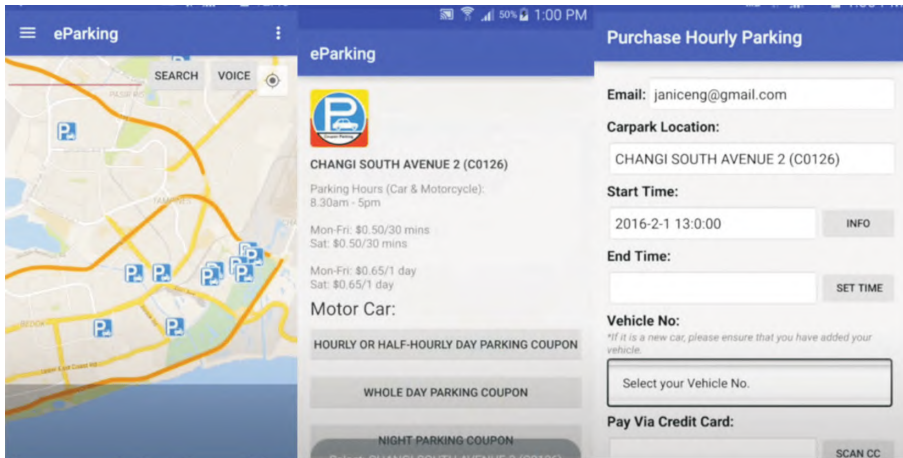 eParking
SEARCH
VOICE
TAMPINES
BEDOK
50% 1:00 PM
eParking
P
Coupon Parking
CHANGI SOUTH AVENUE 2 (C0126)
Parking Hours (Car & Motorcycle):
8.30am - 5pm
Mon-Fri: $0.50/30 mins
Sat: $0.50/30 mins
Mon-Fri: $0.65/1 day
Sat: $0.65/1 day
Motor Car:
HOURLY OR HALF-HOURLY DAY PARKING COUPON
WHOLE DAY PARKING COUPON
NIGHT PARKING COUPON
Purchase Hourly Parking
Email: janiceng@gmail.com
Carpark Location:
CHANGI SOUTH AVENUE 2 (C0126)
Start Time:
2016-2-1 13:0:00
INFO
End Time:
SET TIME
Vehicle No:
*If it is a new car, please ensure that you have added your
vehicle.
Select your Vehicle No.
Pay Via Credit Card:
SCAN CC